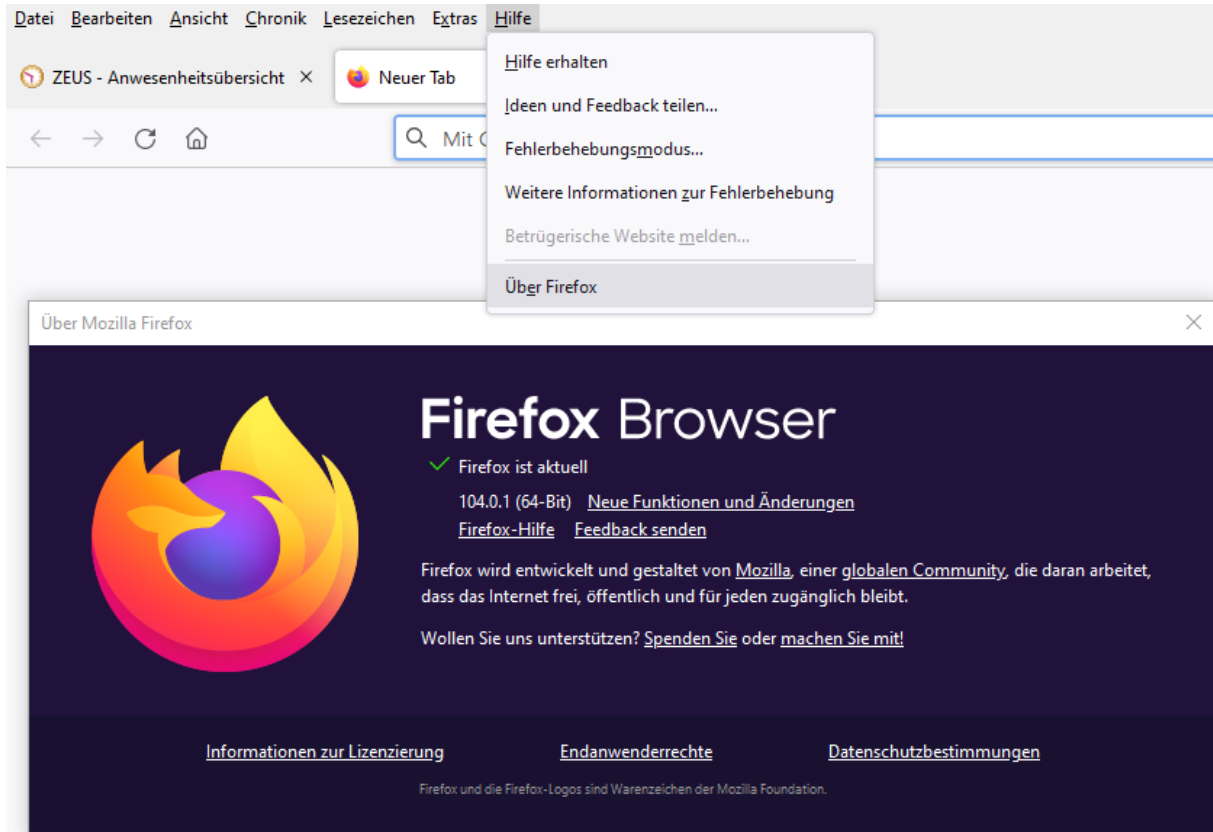 Datei Bearbeiten Ansicht Chronik Lesezeichen Extras Hilfe
ZEUS - Anwesenheitsübersicht
Neuer Tab
Mit
Hilfe erhalten
Ideen und Feedback teilen...
Fehlerbehebungsmodus...
Weitere Informationen zur Fehlerbehebung
Betrügerische Website melden...
Über Firefox
Über Mozilla Firefox
Firefox Browser
Firefox ist aktuell
104.0.1 (64-Bit) Neue Funktionen und Änderungen
Firefox-Hilfe Feedback senden
Firefox wird entwickelt und gestaltet von Mozilla, einer globalen Community, die daran arbeitet,
dass das Internet frei, öffentlich und für jeden zugänglich bleibt.
Wollen Sie uns unterstützen? Spenden Sie oder machen Sie mit!
Informationen zur Lizenzierung Endanwenderrechte Datenschutzbestimmungen
Firefox und die Firefox-Logos sind Warenzeichen der Mozilla Foundation.